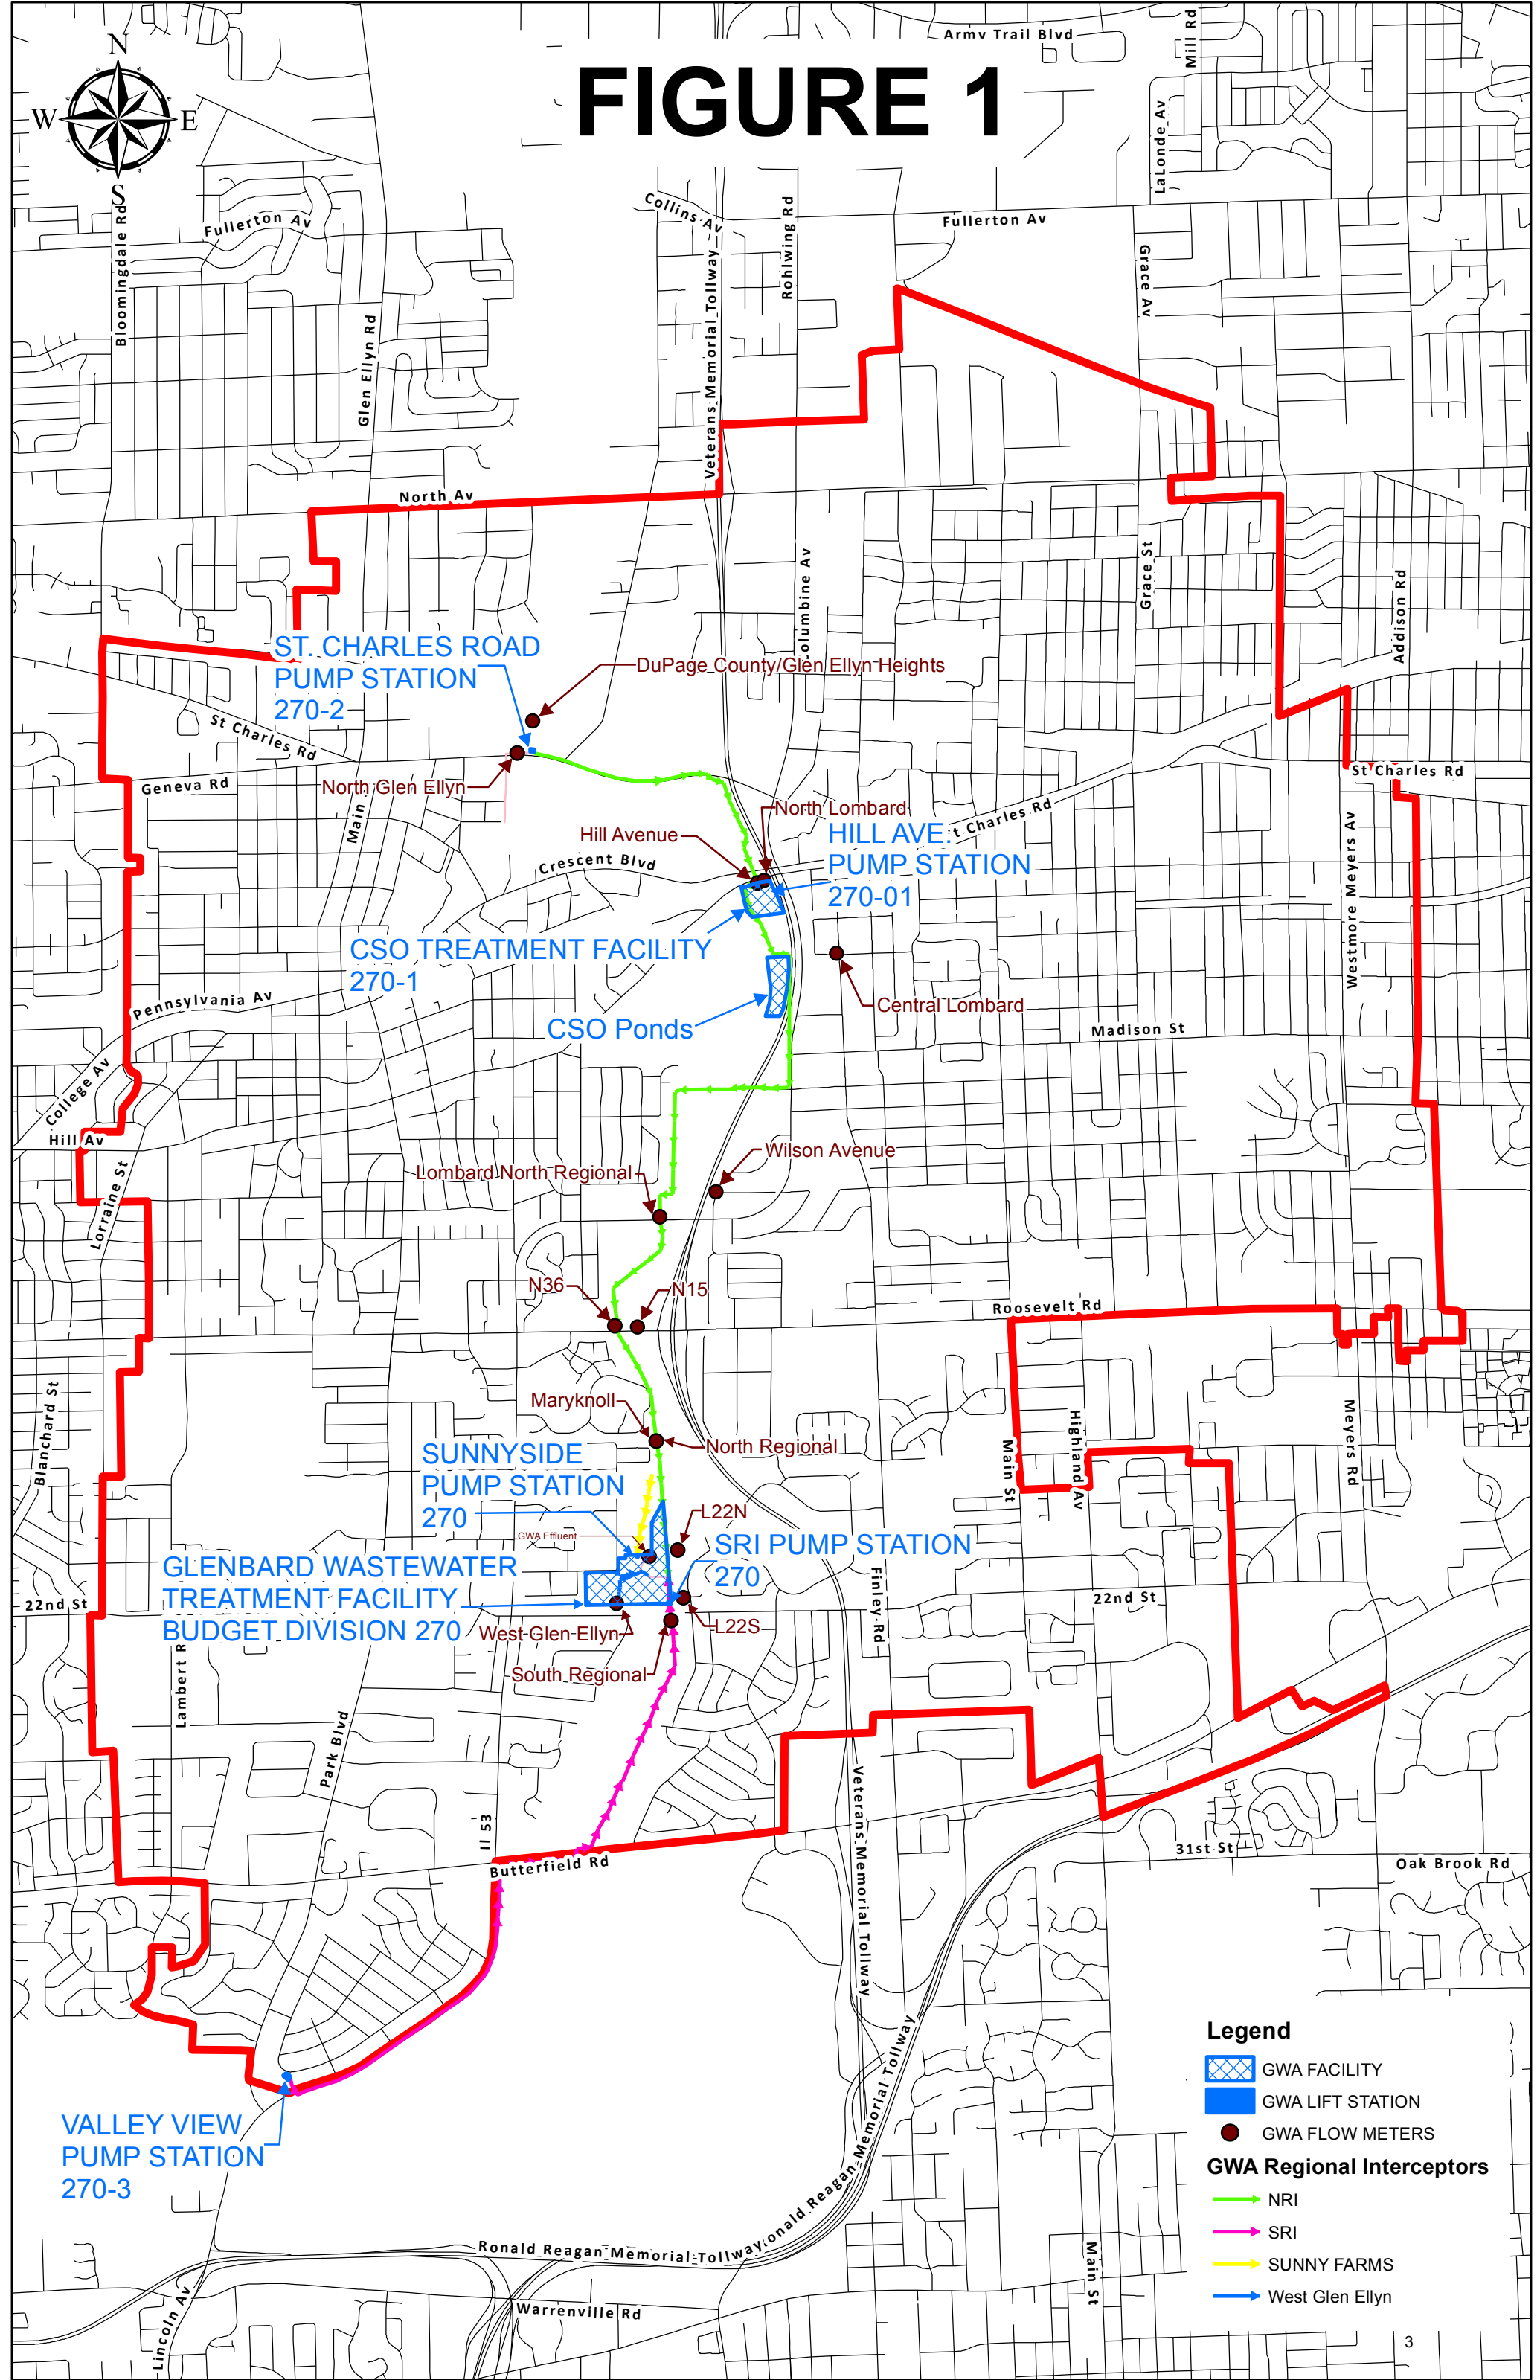 Army Trail Blvd
Mill Rd
N
W
E
S
FIGURE 1
LaLonde Av
Collins Av
Rohlwing Rd
Fullerton Av
Fullerton Av
Bloomingdale Rd
Grace Av
Glen Ellyn Rd
Veterans Memorial Tollway
North Av
Columbine Av
Grace St
Addison Rd
ST. CHARLES ROAD
PUMP STATION
270-2
DuPage County/Glen Ellyn Heights
St Charles Rd
Geneva Rd
North Glen Ellyn
St Charles Rd
Main
North Lombard
Hill Avenue
HILL AVE.
PUMP STATION
270-01
t Charles Rd
Crescent Blvd
Westmore Meyers Av
CSO TREATMENT FACILITY
270-1
Pennsylvania Av
CSO Ponds
Central Lombard
Madison St
College Av
Hill Av
Wilson Avenue
Lombard North Regional
Lorraine St
N36
N15
Roosevelt Rd
Blanchard St
Maryknoll
North Regional
Main St
Highland Av
Meyers Rd
SUNNYSIDE
PUMP STATION
270
GWA Effluent
L22N
SRI PUMP STATION
270
GLENBARD WASTEWATER
TREATMENT FACILITY
BUDGET DIVISION 270
22nd St
22nd St
Finley Rd
West Glen Ellyn
L22S
South Regional
Lambert R
Park Blvd
Il 53
Veterans Memorial Tollway
Butterfield Rd
31st St
Oak Brook Rd
VALLEY VIEW
PUMP STATION
270-3
onald Reagan Memorial Tollway
Ronald Reagan Memorial Tollway
Main St
Lincoln Av
Warrenville Rd
Legend
GWA FACILITY
GWA LIFT STATION
GWA FLOW METERS
GWA Regional Interceptors
NRI
SRI
SUNNY FARMS
West Glen Ellyn
3